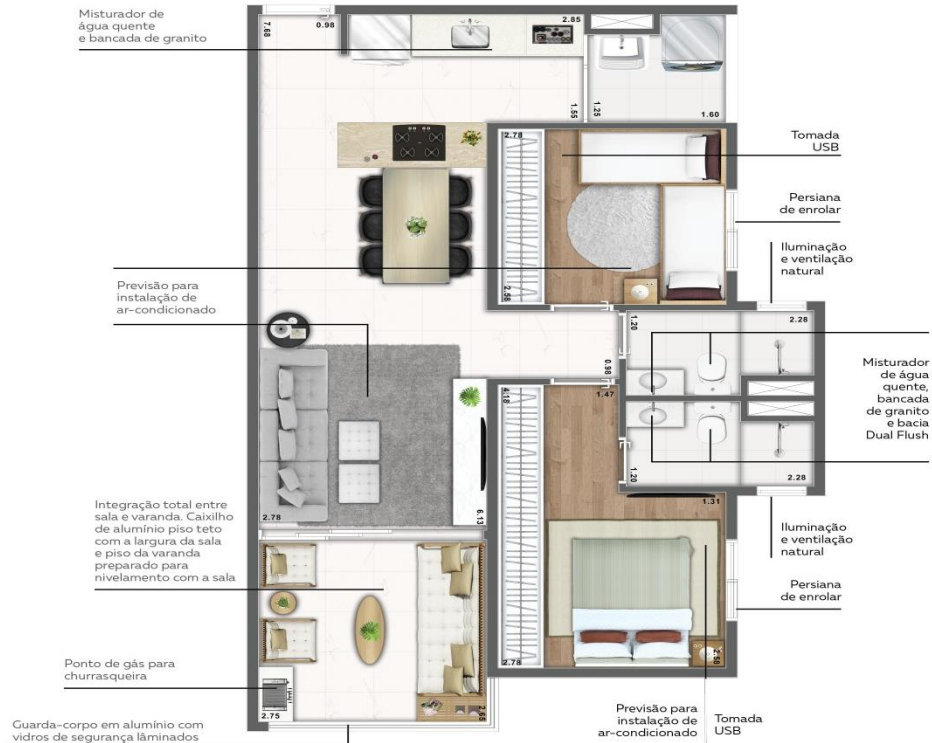 Misturador de
água quente
e bancada de granito
7.68
0.98
2.85
1.55
1.25
1.60
2.78
2.58
Tomada
USB
Persiana
de enrolar
Iluminação
e ventilação
natural
Previsão para
instalação de
ar-condicionado
1.20
2.28
0.98
1.47
4.18
Misturador
de água
quente,
bancada
de granito
e bacia
Dual Flush
1.20
2.28
1.31
2.78
6.13
Integração total entre
sala e varanda. Caixilho
de alumínio piso teto
com a largura da sala
e piso da varanda
preparado para
nivelamento com a sala
Iluminação
e ventilação
natural
Persiana
de enrolar
2.78
2.58
Ponto de gás para
churrasqueira
2.75
2.65
Guarda-corpo em alumínio com
vidros de segurança lâminados
Previsão para
instalação de
ar-condicionado
Tomada
USB